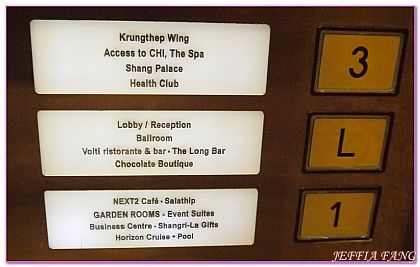 Krungthep Wing
Access to CHI, The Spa
Shang Palace
Health Club
3
Lobby / Reception
Ballroom
Volti ristorante & bar • The Long Bar
Chocolate Boutique
L
NEXT2 Café • Salathip
GARDEN ROOMS - Event Suites
Business Centre • Shangri-La Gifts
Horizon Cruise • Pool
1
JEFFIA FANG